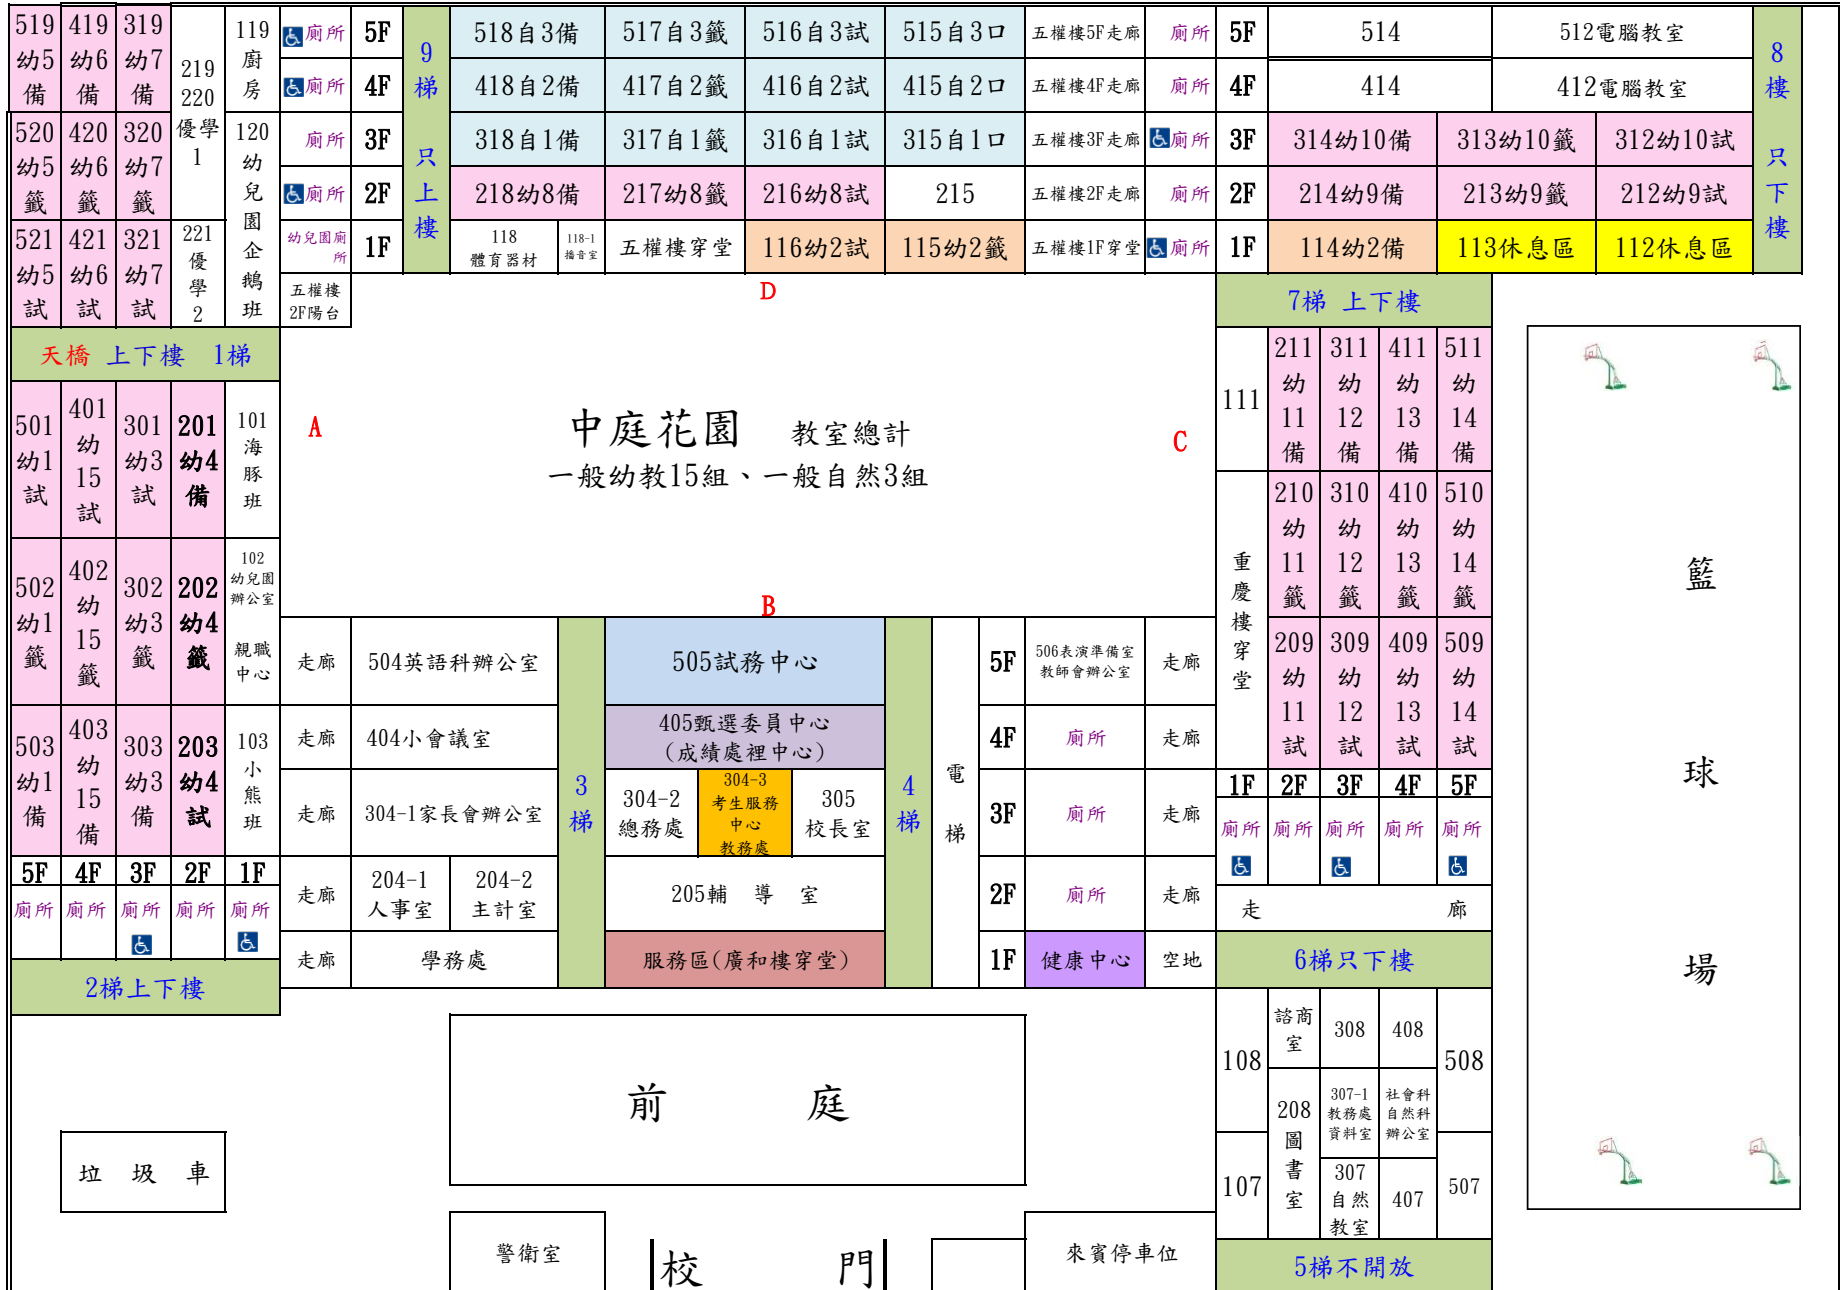 519 幼5 備
419 幼6 備
319 幼7 備
219 220 優學 1
119 廚房
廁所 5F
9梯 只上樓
518自3備 517自3籤 516自3試 515自3口 五權樓5F走廊 廁所 5F 514 512電腦教室
8樓 只下樓
廁所 4F 418自2備 417自2籤 416自2試 415自2口 五權樓4F走廊 廁所 4F 414 412電腦教室
520 幼5 籤
420 幼6 籤
320 幼7 籤
120 幼兒園企鵝班
廁所 3F 318自1備 317自1籤 316自1試 315自1口 五權樓3F走廊 廁所 3F 314幼10備 313幼10籤 312幼10試
廁所 2F 218幼8備 217幼8籤 216幼8試 215 五權樓2F走廊 廁所 2F 214幼9備 213幼9籤 212幼9試
521 幼5 試
421 幼6 試
321 幼7 試
221 優學 2
幼兒園廁所 1F 118 體育器材 118-1 播音室 五權樓穿堂 116幼2試 115幼2籤 五權樓1F穿堂 廁所 1F 114幼2備 113休息區 112休息區
五權樓 2F陽台
D
7梯 上下樓
天橋 上下樓 1梯
501 幼1 試
401 幼 15 試
301 幼3 試
201 幼4 備
101 海豚班
A
中庭花園 教室總計
一般幼教15組、一般自然3組
C
111
211 幼 11 備
311 幼 12 備
411 幼 13 備
511 幼 14 備
502 幼1 籤
402 幼 15 籤
302 幼3 籤
202 幼4 籤
102 幼兒園 辦公室
親職 中心
B
重慶樓穿堂
210 幼 11 籤
310 幼 12 籤
410 幼 13 籤
510 幼 14 籤
209 幼 11 試
309 幼 12 試
409 幼 13 試
509 幼 14 試
籃球場
走廊 504英語科辦公室
3梯
505試務中心
4梯
電梯
5F 506表演準備室 教師會辦公室 走廊
503 幼1 備
403 幼 15 備
303 幼3 備
203 幼4 試
103 小熊班
走廊 404小會議室
405甄選委員中心
(成績處裡中心)
4F 廁所 走廊
走廊 304-1家長會辦公室
304-2 總務處
304-3 考生服務 中心 教務處
305 校長室
3F 廁所 走廊
1F 2F 3F 4F 5F
廁所 廁所 廁所 廁所 廁所
5F 4F 3F 2F 1F
廁所 廁所 廁所 廁所 廁所
走廊
204-1 人事室
204-2 主計室
205輔 導 室
2F 廁所 走廊
走 廊
2梯上下樓
走廊 學務處 服務區(廣和樓穿堂) 1F 健康中心 空地
6梯只下樓
108
諮商室
308
408
508
前 庭
208 圖書室
307-1 教務處 資料室
社會科 自然科 辦公室
垃 圾 車
107
307 自然 教室
407
507
警衛室
校 門
來賓停車位
5梯不開放